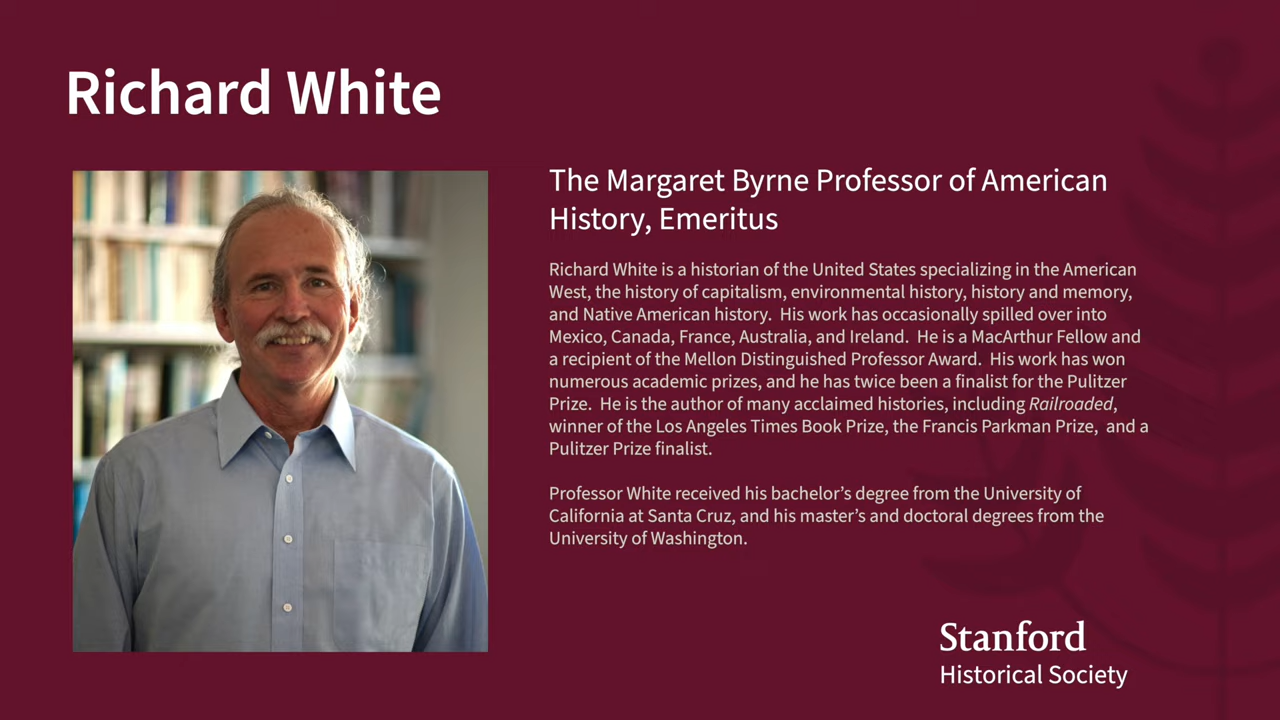 Richard White
The Margaret Byrne Professor of American
History, Emeritus
Richard White is a historian of the United States specializing in the American
West, the history of capitalism, environmental history, history and memory,
and Native American history.  His work has occasionally spilled over into
Mexico, Canada, France, Australia, and Ireland.  He is a MacArthur Fellow and
a recipient of the Mellon Distinguished Professor Award.  His work has won
numerous academic prizes, and he has twice been a finalist for the Pulitzer
Prize.  He is the author of many acclaimed histories, including Railroaded,
winner of the Los Angeles Times Book Prize, the Francis Parkman Prize,  and a
Pulitzer Prize finalist.
Professor White received his bachelor’s degree from the University of
California at Santa Cruz, and his master’s and doctoral degrees from the
University of Washington.
Stanford
Historical Society